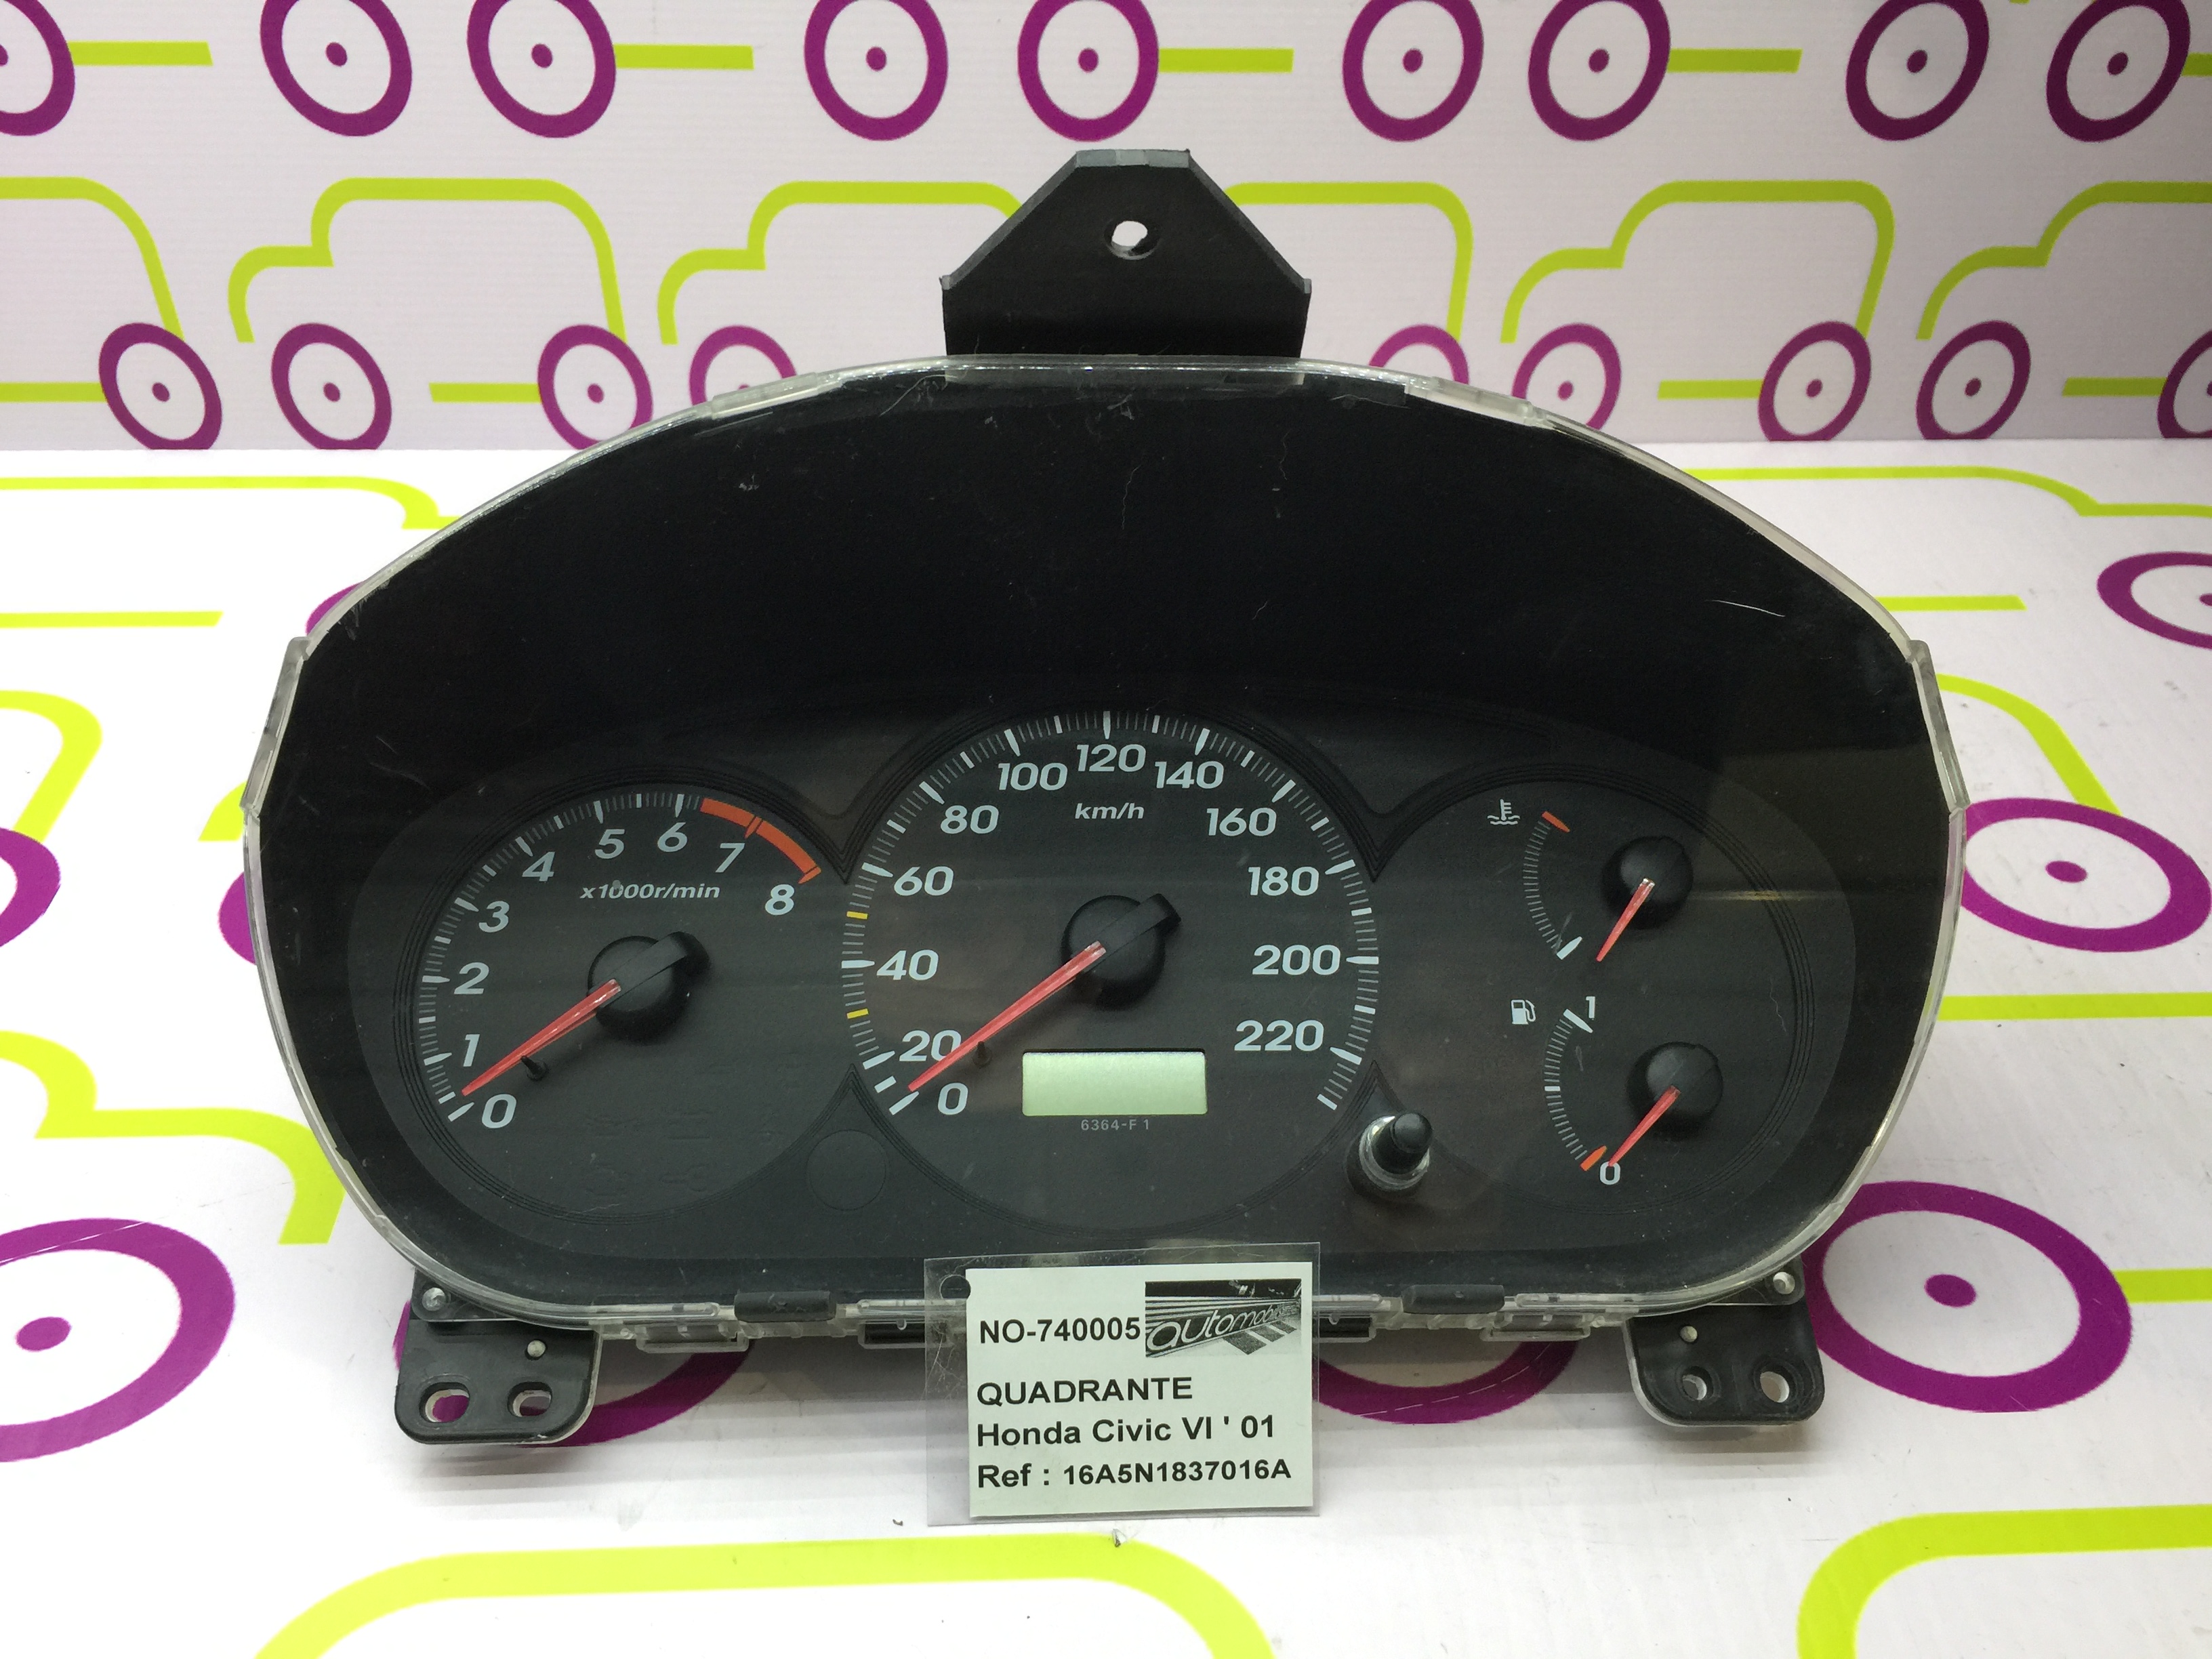 120
100 140
km/h
80 160
5 6 7
4 8
x1000r/min
3
2
1
0
60 180
40 200
20 220
0
6364-F 1
1
0
NO-740005
automobi
QUADRANTE
Honda Civic VI ' 01
Ref : 16A5N1837016A